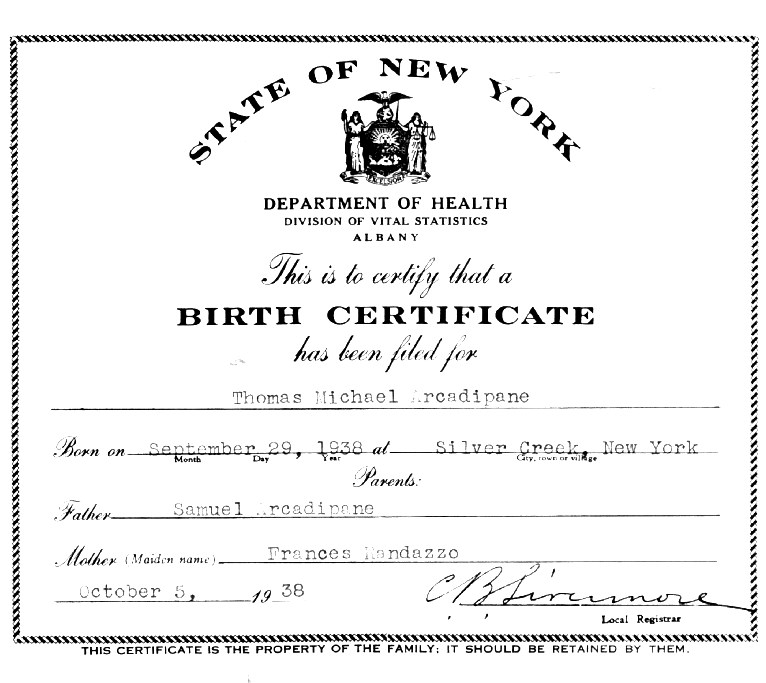 STATE OF NEW YORK
EXCELSIOR
DEPARTMENT OF HEALTH
DIVISION OF VITAL STATISTICS
ALBANY
This is to certify that a
BIRTH CERTIFICATE
has been filed for
Thomas Michael Arcadipane
Born on September 29, 1938 at Silver Creek, New York
Month Day Year City, town or village
Parents:
Father Samuel Arcadipane
Mother (Maiden name) Frances Randazzo
October 5, 19 38
C B Livermore
Local Registrar
THIS CERTIFICATE IS THE PROPERTY OF THE FAMILY; IT SHOULD BE RETAINED BY THEM.